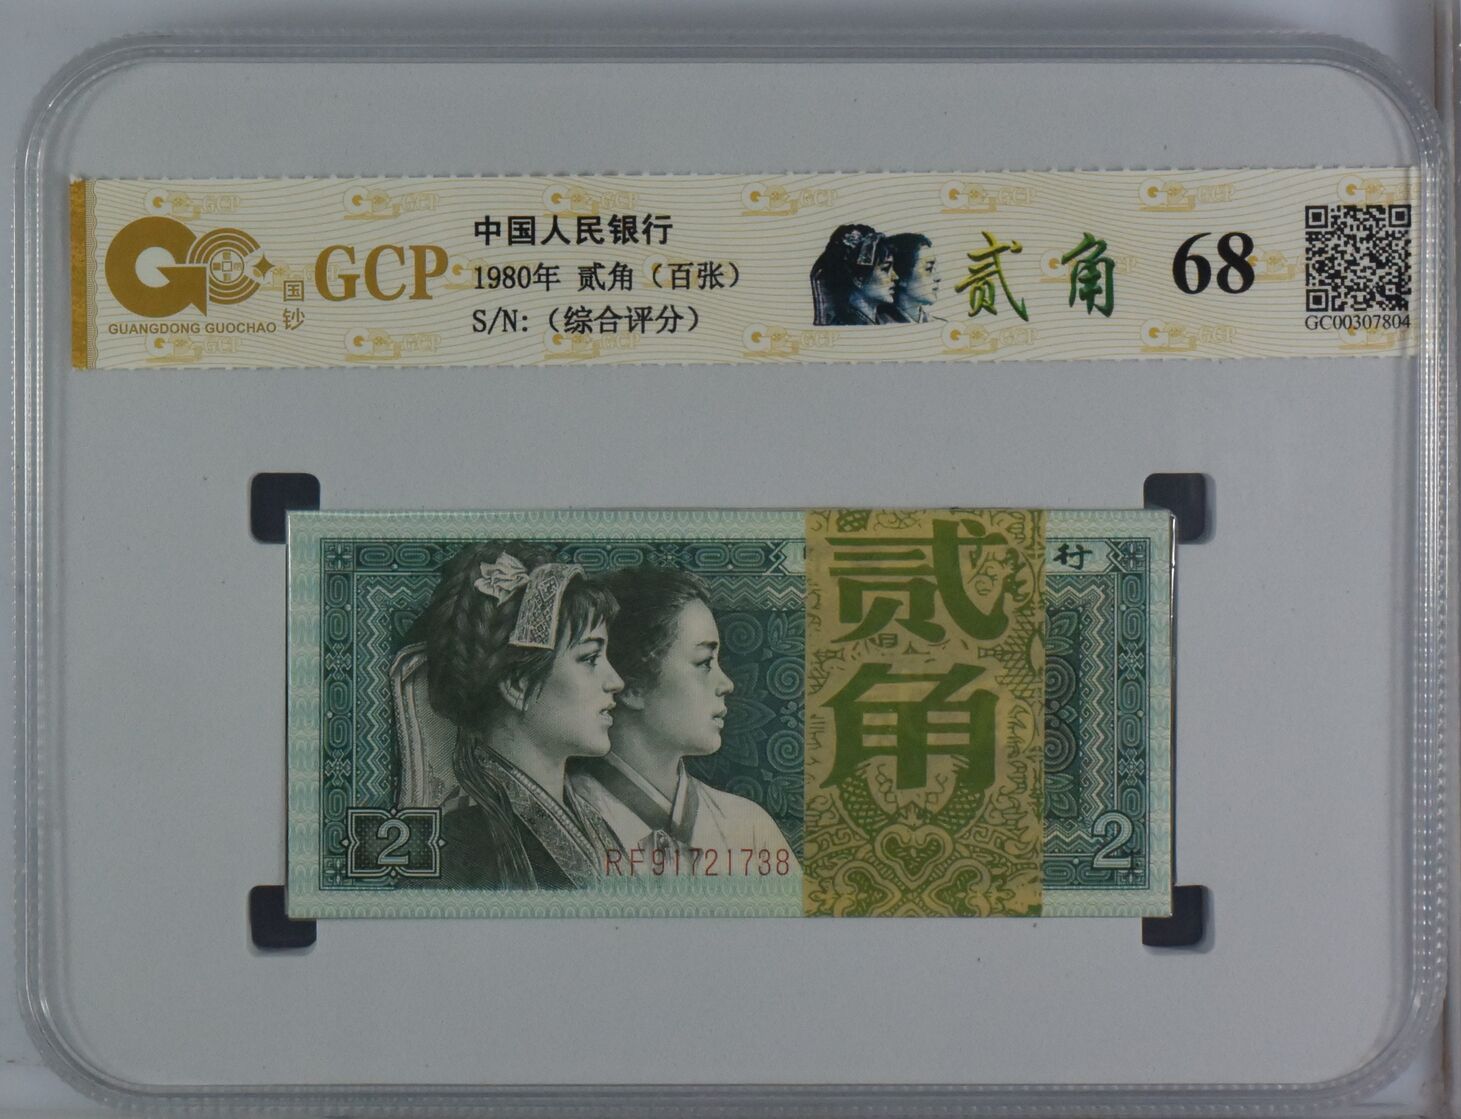 GCP
国钞
GUANGDONG GUOCHAO
中国人民银行
1980年 贰角（百张）
S/N:（综合评分）
贰角
68
GC00307804
行
贰
角
2
2
RF91721738